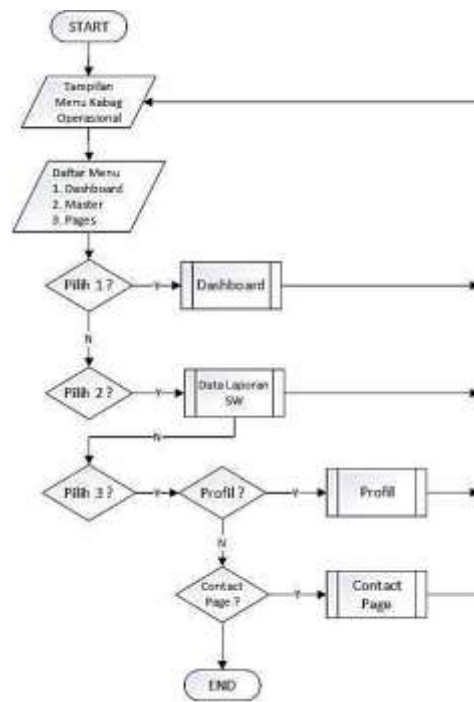 START
Tampilan
Menu Kabag
Operasional
Daftar Menu
1. Dashboard
2. Master
3. Pages
Pilih 1 ?
Y
Dashboard
N
Pilih 2 ?
Y
Data Laporan
SW
N
Pilih 3 ?
Y
Profil ?
Y
Profill
N
Contact
Page ?
Y
Contact
Page
END